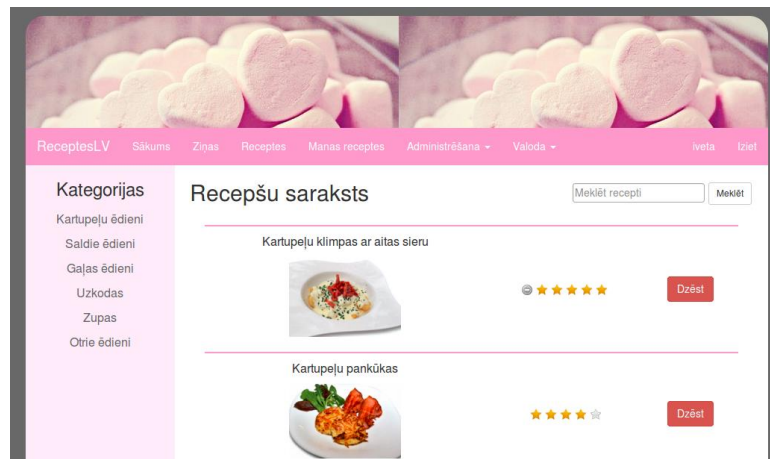 ReceptesLV Sākums Ziņas Receptes Manas receptes Administrēšana Valoda iveta Iziet
Kategorijas
Kartupeļu ēdieni
Saldie ēdieni
Gaļas ēdieni
Uzkodas
Zupas
Otrie ēdieni
Recepšu saraksts
Meklēt recepti Meklēt
Kartupeļu klimpas ar aitas sieru
Dzēst
Kartupeļu pankūkas
Dzēst